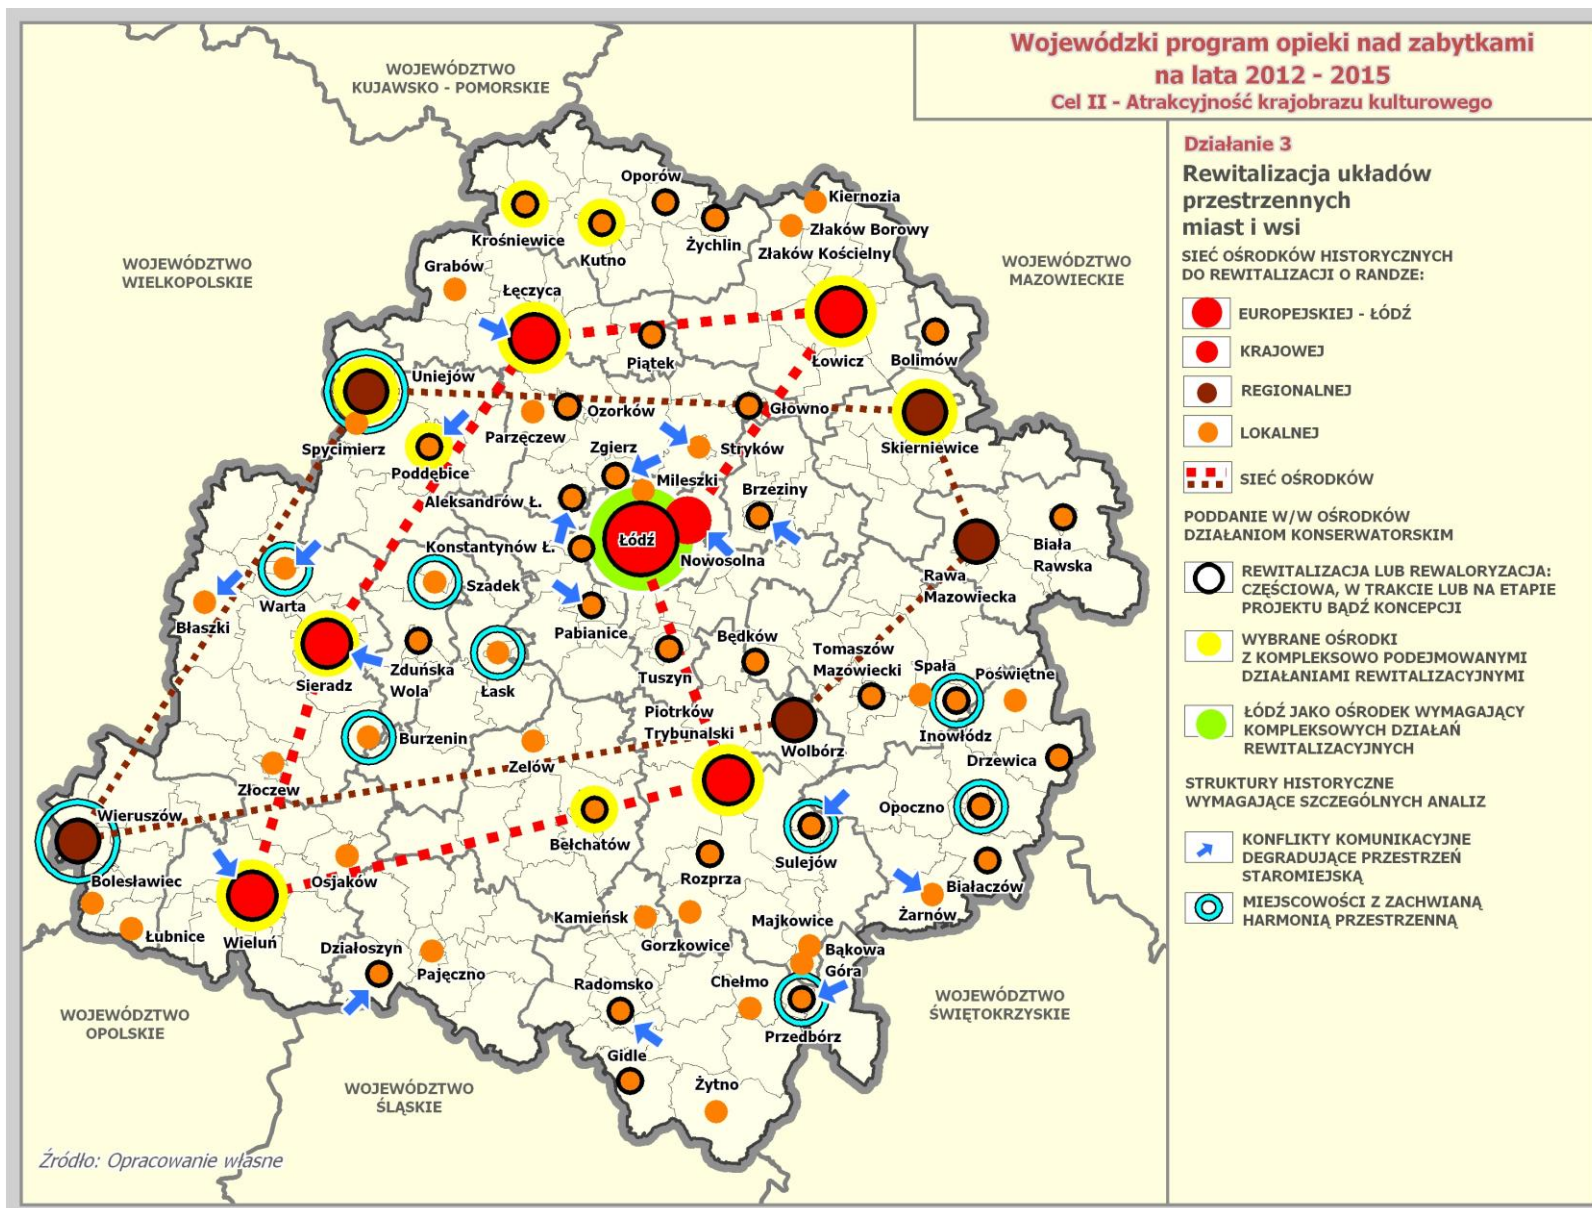 Wojewódzki program opieki nad zabytkami
na lata 2012 - 2015
Cel II - Atrakcyjność krajobrazu kulturowego
Działanie 3
Rewitalizacja układów
przestrzennych
miast i wsi
SIEĆ OŚRODKÓW HISTORYCZNYCH
DO REWITALIZACJI O RANDZE:
EUROPEJSKIEJ - ŁÓDŹ
KRAJOWEJ
REGIONALNEJ
LOKALNEJ
SIEĆ OŚRODKÓW
PODDANIE W/W OŚRODKÓW
DZIAŁANIOM KONSERWATORSKIM
REWITALIZACJA LUB REWALORYZACJA:
CZĘŚCIOWA, W TRAKCIE LUB NA ETAPIE
PROJEKTU BĄDŹ KONCEPCJI
WYBRANE OŚRODKI
Z KOMPLEKSOWO PODEJMOWANYMI
DZIAŁANIAMI REWITALIZACYJNYMI
ŁÓDŹ JAKO OŚRODEK WYMAGAJĄCY
KOMPLEKSOWYCH DZIAŁAŃ
REWITALIZACYJNYCH
STRUKTURY HISTORYCZNE
WYMAGAJĄCE SZCZEGÓLNYCH ANALIZ
KONFLIKTY KOMUNIKACYJNE
DEGRADUJĄCE PRZESTRZEŃ
STAROMIEJSKĄ
MIEJSCOWOŚCI Z ZACHWIANĄ
HARMONIĄ PRZESTRZENNĄ
WOJEWÓDZTWO
KUJAWSKO - POMORSKIE
WOJEWÓDZTWO
WIELKOPOLSKIE
WOJEWÓDZTWO
MAZOWIECKIE
Oporów
Kiernozia
Krośniewice
Kutno
Żychlin
Złaków Borowy
Złaków Kościelny
Grabów
Łęczyca
Piątek
Łowicz
Bolimów
Uniejów
Ozorków
Głowno
Parzęczew
Skierniewice
Spycimierz
Poddębice
Zgierz
Stryków
Mileszki
Aleksandrów Ł.
Brzeziny
Konstantynów Ł.
Łódź
Nowosolna
Biała
Rawska
Rawa
Mazowiecka
Warta
Szadek
Błaszki
Pabianice
Zduńska
Wola
Sieradz
Łask
Tuszyn
Będków
Tomaszów
Mazówiecki
Spała
Poświętne
Inowłódz
Piotrków
Trybunalski
Wolbórz
Burzenin
Zelów
Drzewica
Złoczew
Opoczno
Wieruszów
Bełchatów
Sulejów
Rozprza
Białaczów
Żarnów
Bolesławiec
Osjaków
Łubnice
Wieluń
Kamieńsk
Gorzkowice
Majkowice
Bąkowa
Góra
Działoszyn
Pajęczno
Radomsko
Chełmo
Przedbórz
Gidle
Żytno
WOJEWÓDZTWO
OPOLSKIE
WOJEWÓDZTWO
ŚLĄSKIE
WOJEWÓDZTWO
ŚWIĘTOKRZYSKIE
Źródło: Opracowanie własne